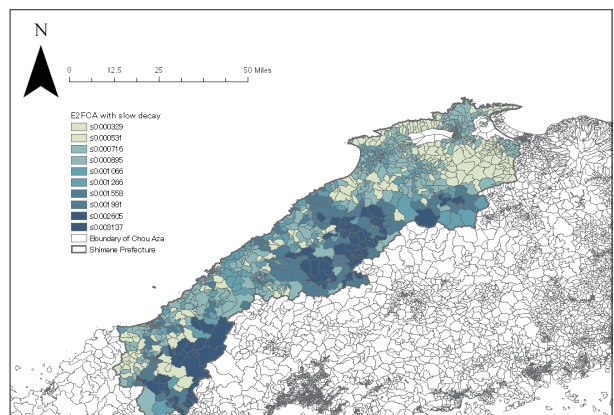 N
0 12.5 25 50 Miles
E2FCA with slow decay
≤0.000329
≤0.000531
≤0.000716
≤0.000895
≤0.001066
≤0.001266
≤0.001558
≤0.001981
≤0.002605
≤0.003137
Boundary of Chou Aza
Shimane Prefecture